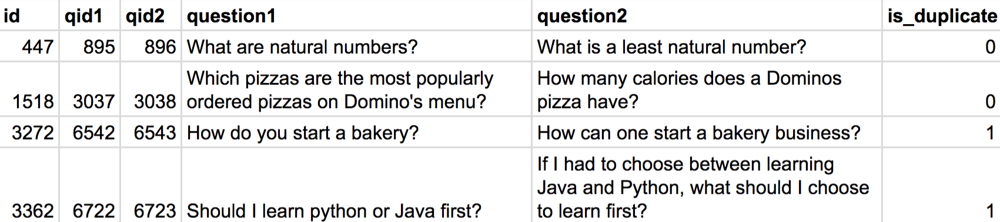 id qid1 qid2 question1 question2 is_duplicate
447 895 896 What are natural numbers? What is a least natural number? 0
Which pizzas are the most popularly How many calories does a Dominos
1518 3037 3038 ordered pizzas on Domino's menu? pizza have? 0
3272 6542 6543 How do you start a bakery? How can one start a bakery business? 1
If I had to choose between learning
Java and Python, what should I choose
3362 6722 6723 Should I learn python or Java first? to learn first? 1